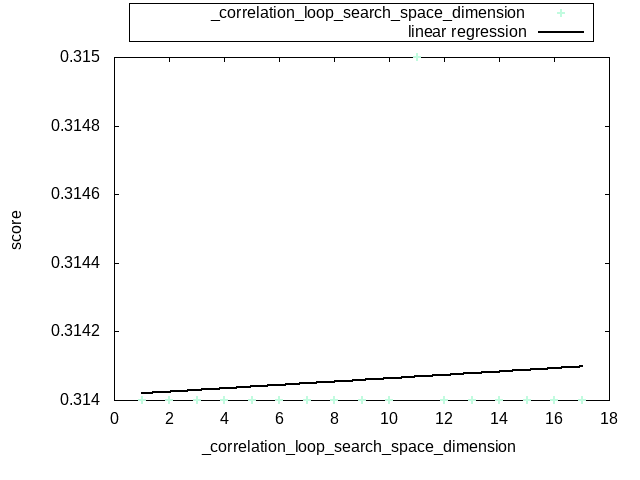 _correlation_loop_search_space_dimension
linear regression
0.315
0.3148
0.3146
0.3144
0.3142
0.314
score
0 2 4 6 8 10 12 14 16 18
_correlation_loop_search_space_dimension